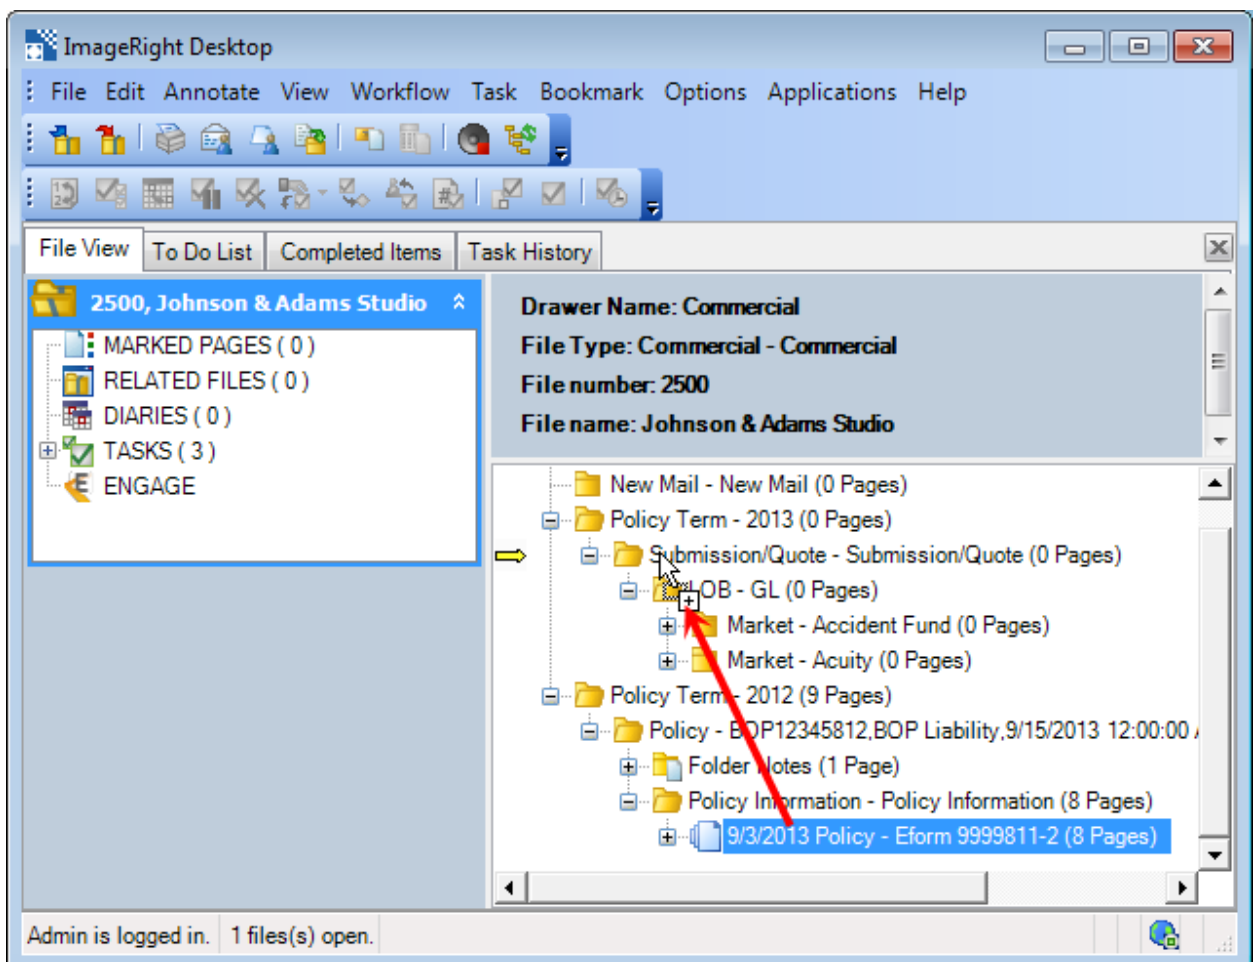 ImageRight Desktop
File Edit Annotate View Workflow Task Bookmark Options Applications Help
File View To Do List Completed Items Task History
2500, Johnson & Adams Studio
MARKED PAGES ( 0 )
RELATED FILES ( 0 )
DIARIES ( 0 )
TASKS ( 3 )
ENGAGE
Drawer Name: Commercial
File Type: Commercial - Commercial
File number: 2500
File name: Johnson & Adams Studio
New Mail - New Mail (0 Pages)
Policy Term - 2013 (0 Pages)
Submission/Quote - Submission/Quote (0 Pages)
LOB - GL (0 Pages)
Market - Accident Fund (0 Pages)
Market - Acuity (0 Pages)
Policy Term - 2012 (9 Pages)
Policy - BOP12345812,BOP Liability,9/15/2013 12:00:00
Folder Notes (1 Page)
Policy Information - Policy Information (8 Pages)
9/3/2013 Policy - Eform 9999811-2 (8 Pages)
Admin is logged in. 1 files(s) open.